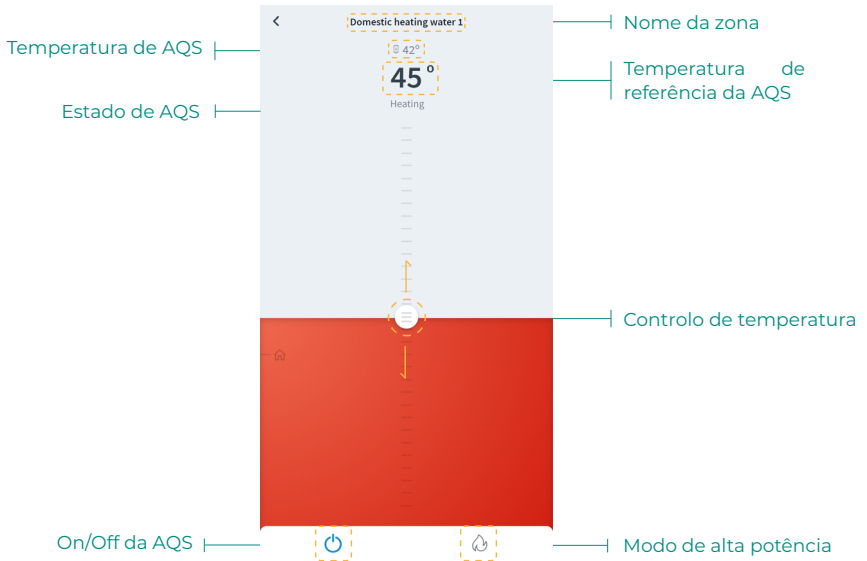 Domestic heating water 1
Nome da zona
Temperatura de AQS
42°
Temperatura de
referência da AQS
45°
Estado de AQS
Heating
Controlo de temperatura
On/Off da AQS
Modo de alta potência